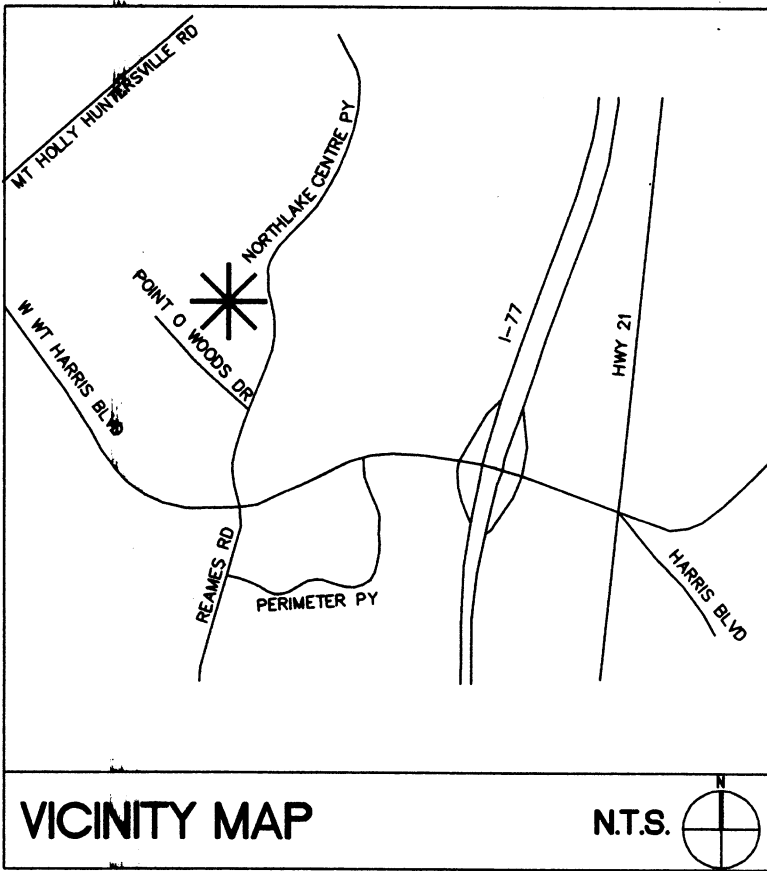 MT HOLLY HUNTERSVILLE RD
NORTHLAKE CENTRE PY
POINT O WOODS DR
W WT HARRIS BLVD
I-77
HWY 21
REAMES RD
PERIMETER PY
HARRIS BLVD
VICINITY MAP
N.T.S.
N